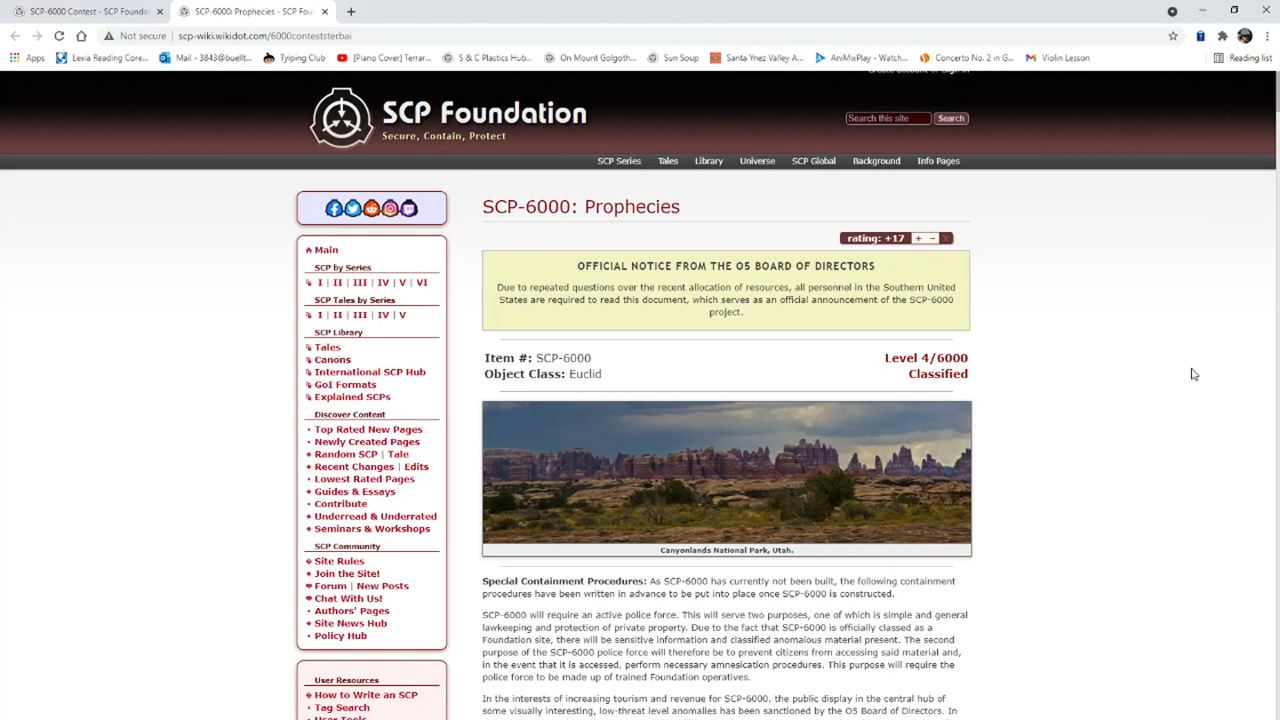 SCP-6000 Contest - SCP Foundat
SCP-6000: Prophecies - SCP Fou
Not secure | scp-wiki.wikidot.com/6000conteststerbai
Apps Lexia Reading Core... Mail - 3843@buellt... Typing Club [Piano Cover] Terrar... S & C Plastics Hub... On Mount Golgoth... Sun Soup Santa Ynez Valley A... AniMixPlay - Watch... Concerto No. 2 in G... Violin Lesson Reading list
Create account or Sign in
SCP Foundation
Secure, Contain, Protect
Search this site Search
SCP Series Tales Library Universe SCP Global Background Info Pages
Main
SCP by Series
I | II | III | IV | V | VI
SCP Tales by Series
I | II | III | IV | V
SCP Library
Tales
Canons
International SCP Hub
GoI Formats
Explained SCPs
Discover Content
Top Rated New Pages
Newly Created Pages
Random SCP | Tale
Recent Changes | Edits
Lowest Rated Pages
Guides & Essays
Contribute
Underread & Underrated
Seminars & Workshops
SCP Community
Site Rules
Join the Site!
Forum | New Posts
Chat With Us!
Authors' Pages
Site News Hub
Policy Hub
User Resources
How to Write an SCP
Tag Search
User Tools
SCP-6000: Prophecies
rating: +17 + – X
OFFICIAL NOTICE FROM THE O5 BOARD OF DIRECTORS
Due to repeated questions over the recent allocation of resources, all personnel in the Southern United
States are required to read this document, which serves as an official announcement of the SCP-6000
project.
Item #: SCP-6000
Level 4/6000
Object Class: Euclid
Classified
Canyonlands National Park, Utah.
Special Containment Procedures: As SCP-6000 has currently not been built, the following containment
procedures have been written in advance to be put into place once SCP-6000 is constructed.
SCP-6000 will require an active police force. This will serve two purposes, one of which is simple and general
lawkeeping and protection of private property. Due to the fact that SCP-6000 is officially classed as a
Foundation site, there will be sensitive information and classified anomalous material present. The second
purpose of the SCP-6000 police force will therefore be to prevent citizens from accessing said material and,
in the event that it is accessed, perform necessary amnesication procedures. This purpose will require the
police force to be made up of trained Foundation operatives.
In the interests of increasing tourism and revenue for SCP-6000, the public display in the central hub of
some visually interesting, low-threat level anomalies has been sanctioned by the O5 Board of Directors. In